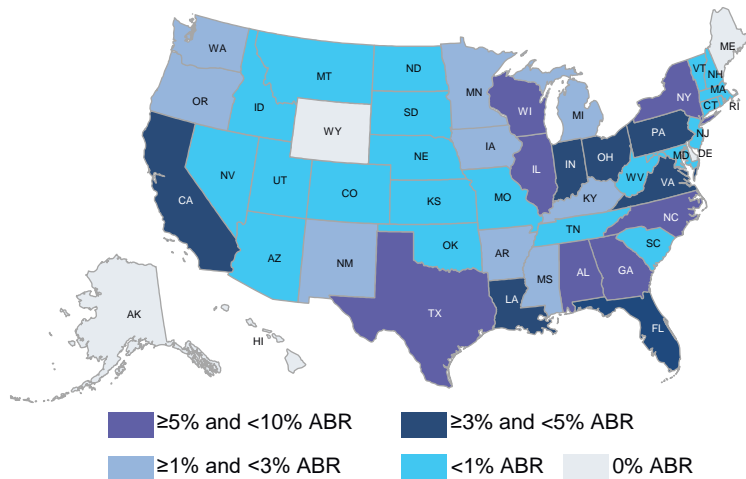 ME
WA
VT
NH
MT
ND
MN
MA
OR
NY
CT
RI
WI
ID
SD
MI
WY
PA
NJ
IA
OH
NE
MD
DE
IN
IL
NV
WV
UT
VA
CO
CA
MO
KS
KY
NC
TN
OK
SC
AZ
AR
NM
GA
MS
AL
LA
TX
AK
FL
HI
≥5% and <10% ABR
≥3% and <5% ABR
≥1% and <3% ABR
<1% ABR
0% ABR